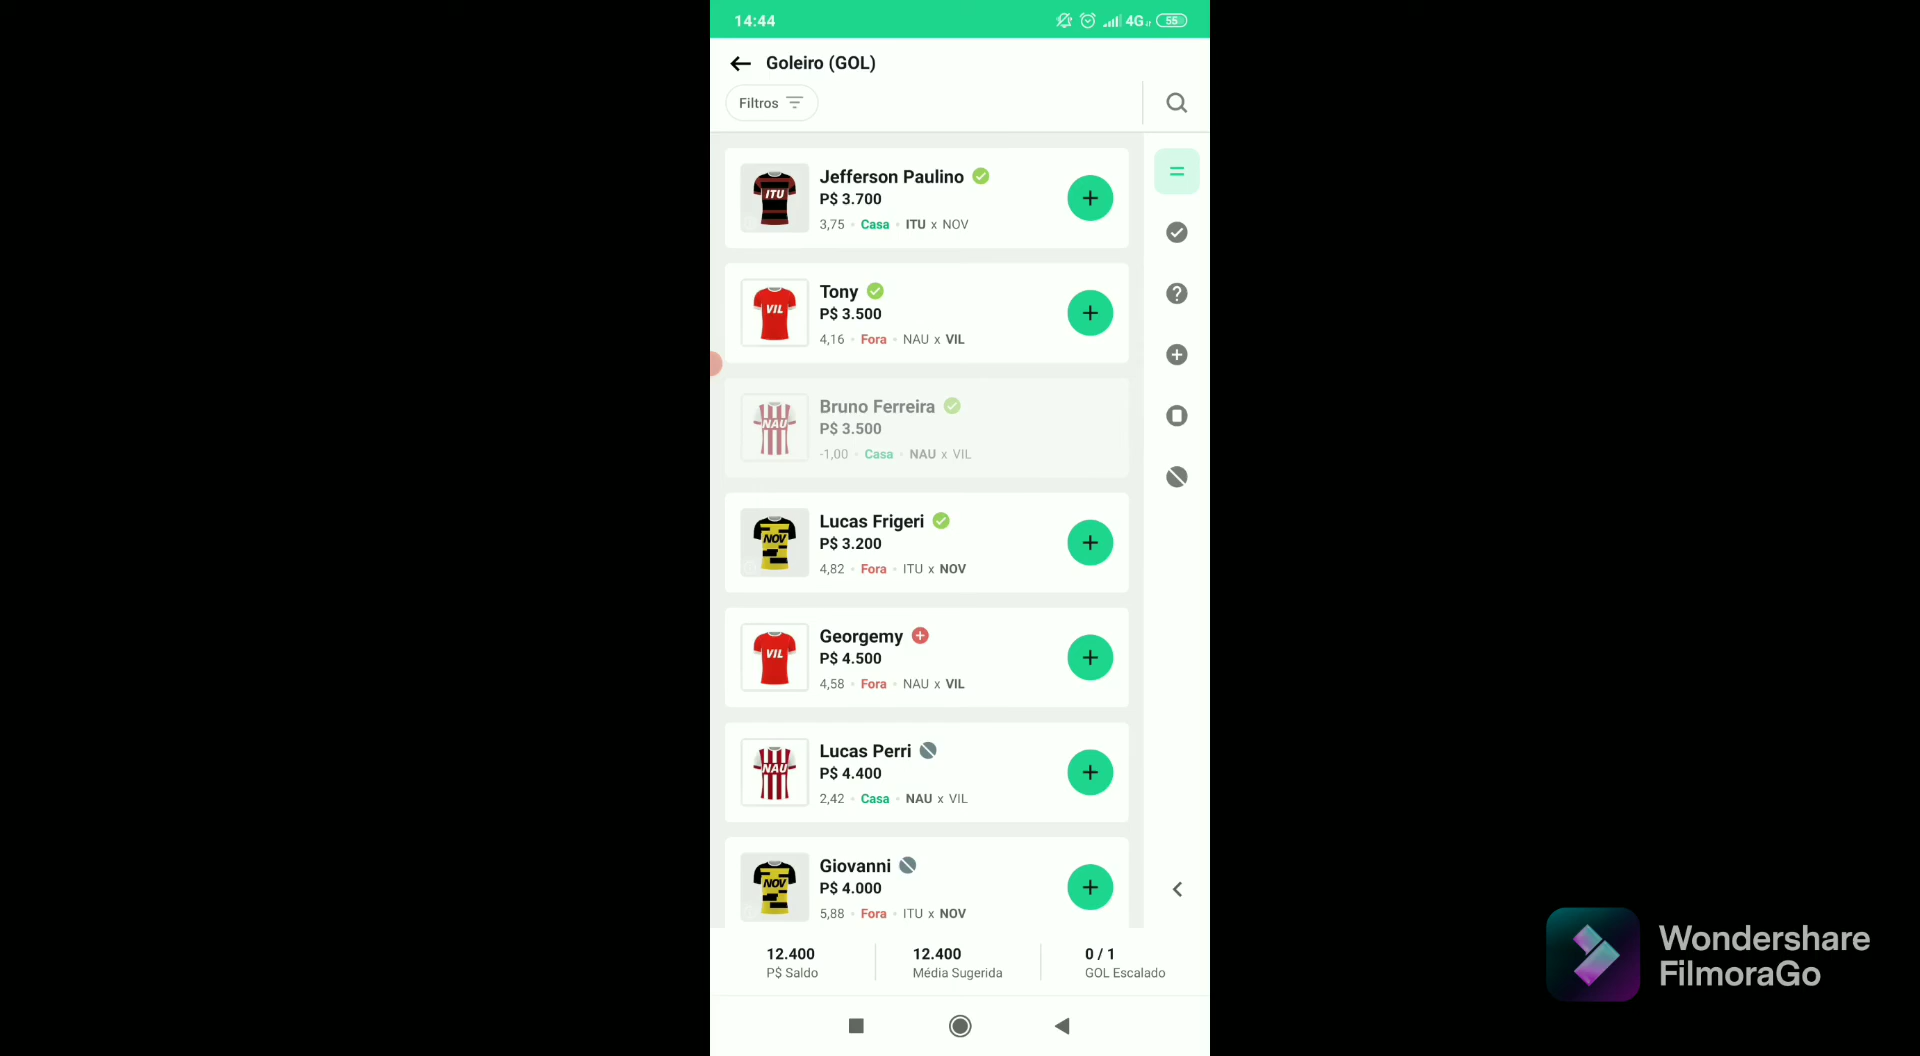 14:44
4G
55
Goleiro (GOL)
Filtros
ITU
Jefferson Paulino
P$ 3.700
3,75 · Casa · ITU x NOV
VIL
Tony
P$ 3.500
4,16 · Fora · NAU x VIL
NAU
Bruno Ferreira
P$ 3.500
-1,00 · Casa · NAU x VIL
NOV
Lucas Frigeri
P$ 3.200
4,82 · Fora · ITU x NOV
VIL
Georgemy
P$ 4.500
4,58 · Fora · NAU x VIL
NAU
Lucas Perri
P$ 4.400
2,42 · Casa · NAU x VIL
NOV
Giovanni
P$ 4.000
5,88 · Fora · ITU x NOV
12.400
P$ Saldo
12.400
Média Sugerida
0 / 1
GOL Escalado
Wondershare
FilmoraGo